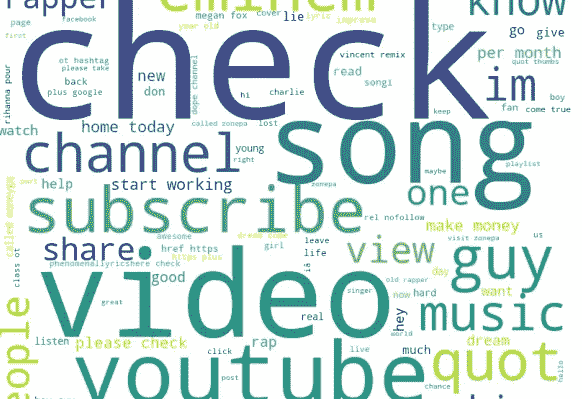 rapper
eminem
know
page
facebook
megan fox
cover
lie
lyric
impreva
year old
first
check
type
go
give
per month
quot thumbs
ot hashtag
please take
back
plus google
new
don
dope channel
vincent remix
read
songi
im
hi
charlie
fan
come true
boy
keep
rihanna pour
watch
home today
called zonepa
lost
song
channel
young
right
maybe
playlist
start working
zonepa
help
one
subscribe
rel nofollow
make money
visit zonepa
us
share
awesome
href https
https plus
girl
leave
life
is
view
guy
day
want
phenomenallyricshere check
good
class ot
video
great
singer
old rapper
now
hard
music
real
hey
world
listen
please check
rap
click
live
much
dream
quot
people
youtube
post
chance
hello